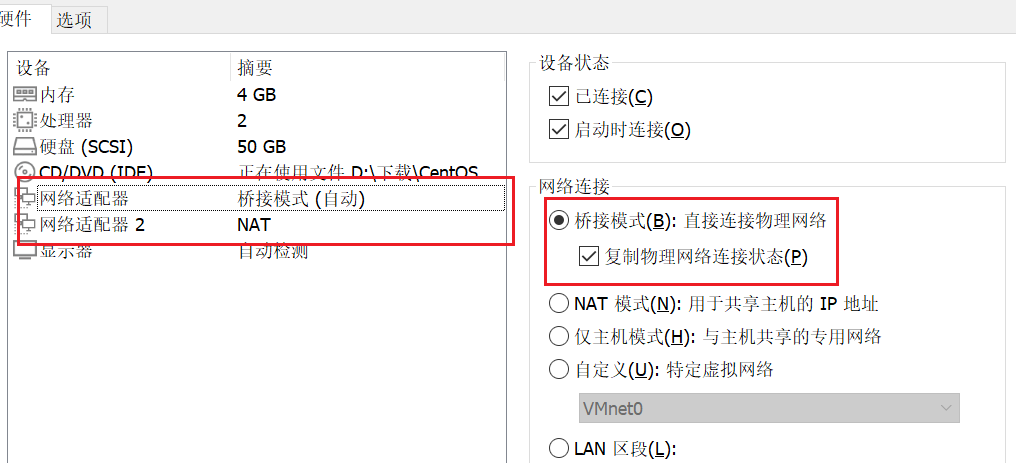 硬件 选项
设备 摘要
内存 4 GB
处理器 2
硬盘 (SCSI) 50 GB
CD/DVD (IDE) 正在使用文件 D:\下载\CentOS
网络适配器 桥接模式 (自动)
网络适配器 2 NAT
显示器 自动检测
设备状态
已连接(C)
启动时连接(O)
网络连接
桥接模式(B): 直接连接物理网络
复制物理网络连接状态(P)
NAT 模式(N): 用于共享主机的 IP 地址
仅主机模式(H): 与主机共享的专用网络
自定义(U): 特定虚拟网络
VMnet0
LAN 区段(L):